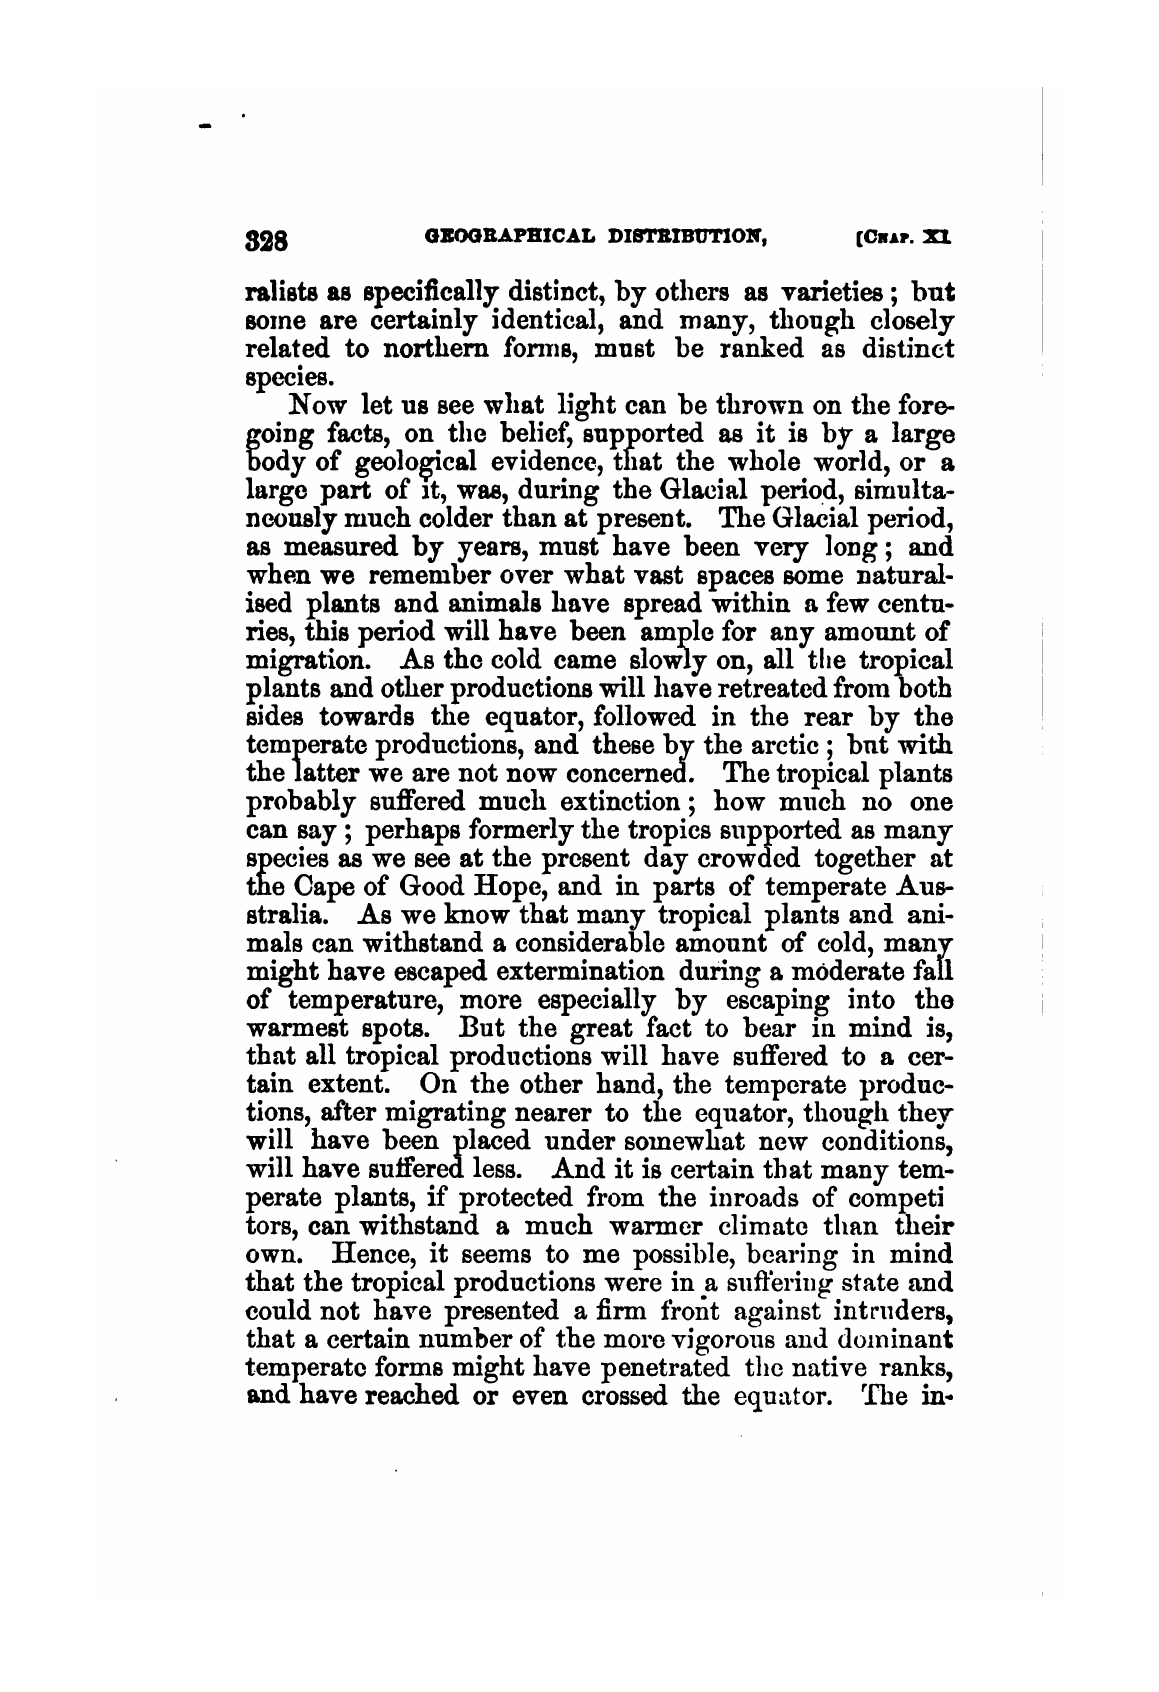 328 GEOGRAPHICAL DISTRIBUTION, [CHAP. XI
ralists as specifically distinct, by others as varieties; but
some are certainly identical, and many, though closely
related to northern forms, must be ranked as distinct
species.
Now let us see what light can be thrown on the fore-
going facts, on the belief, supported as it is by a large
body of geological evidence, that the whole world, or a
large part of it, was, during the Glacial period, simulta-
neously much colder than at present. The Glacial period,
as measured by years, must have been very long; and
when we remember over what vast spaces some natural-
ised plants and animals have spread within a few centu-
ries, this period will have been ample for any amount of
migration. As the cold came slowly on, all the tropical
plants and other productions will have retreated from both
sides towards the equator, followed in the rear by the
temperate productions, and these by the arctic; but with
the latter we are not now concerned. The tropical plants
probably suffered much extinction; how much no one
can say; perhaps formerly the tropics supported as many
species as we see at the present day crowded together at
the Cape of Good Hope, and in parts of temperate Aus-
stralia. As we know that many tropical plants and ani-
mals can withstand a considerable amount of cold, many
might have escaped extermination during a moderate fall
of temperature, more especially by escaping into the
warmest spots. But the great fact to bear in mind is,
that all tropical productions will have suffered to a cer-
tain extent. On the other hand, the temperate produc-
tions, after migrating nearer to the equator, though they
will have been placed under somewhat new conditions,
will have suffered less. And it is certain that many tem-
perate plants, if protected from the inroads of competi
tors, can withstand a much warmer climate than their
own. Hence, it seems to me possible, bearing in mind
that the tropical productions were in a suffering state and
could not have presented a firm front against intruders,
that a certain number of the more vigorous and dominant
temperate forms might have penetrated the native ranks,
and have reached or even crossed the equator. The in-